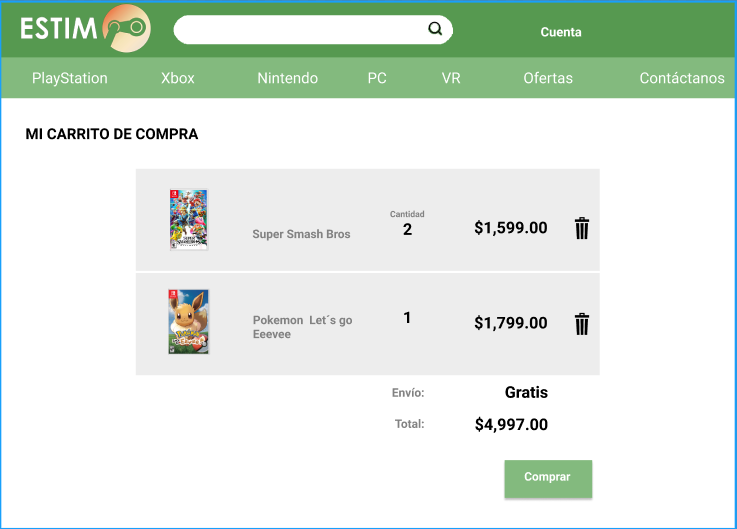 ESTIM
Cuenta
PlayStation Xbox Nintendo PC VR Ofertas Contáctanos
MI CARRITO DE COMPRA
Cantidad
Super Smash Bros 2 $1,599.00
Pokemon Let´s go 1 $1,799.00
Eeevee
Envío: Gratis
Total: $4,997.00
Comprar